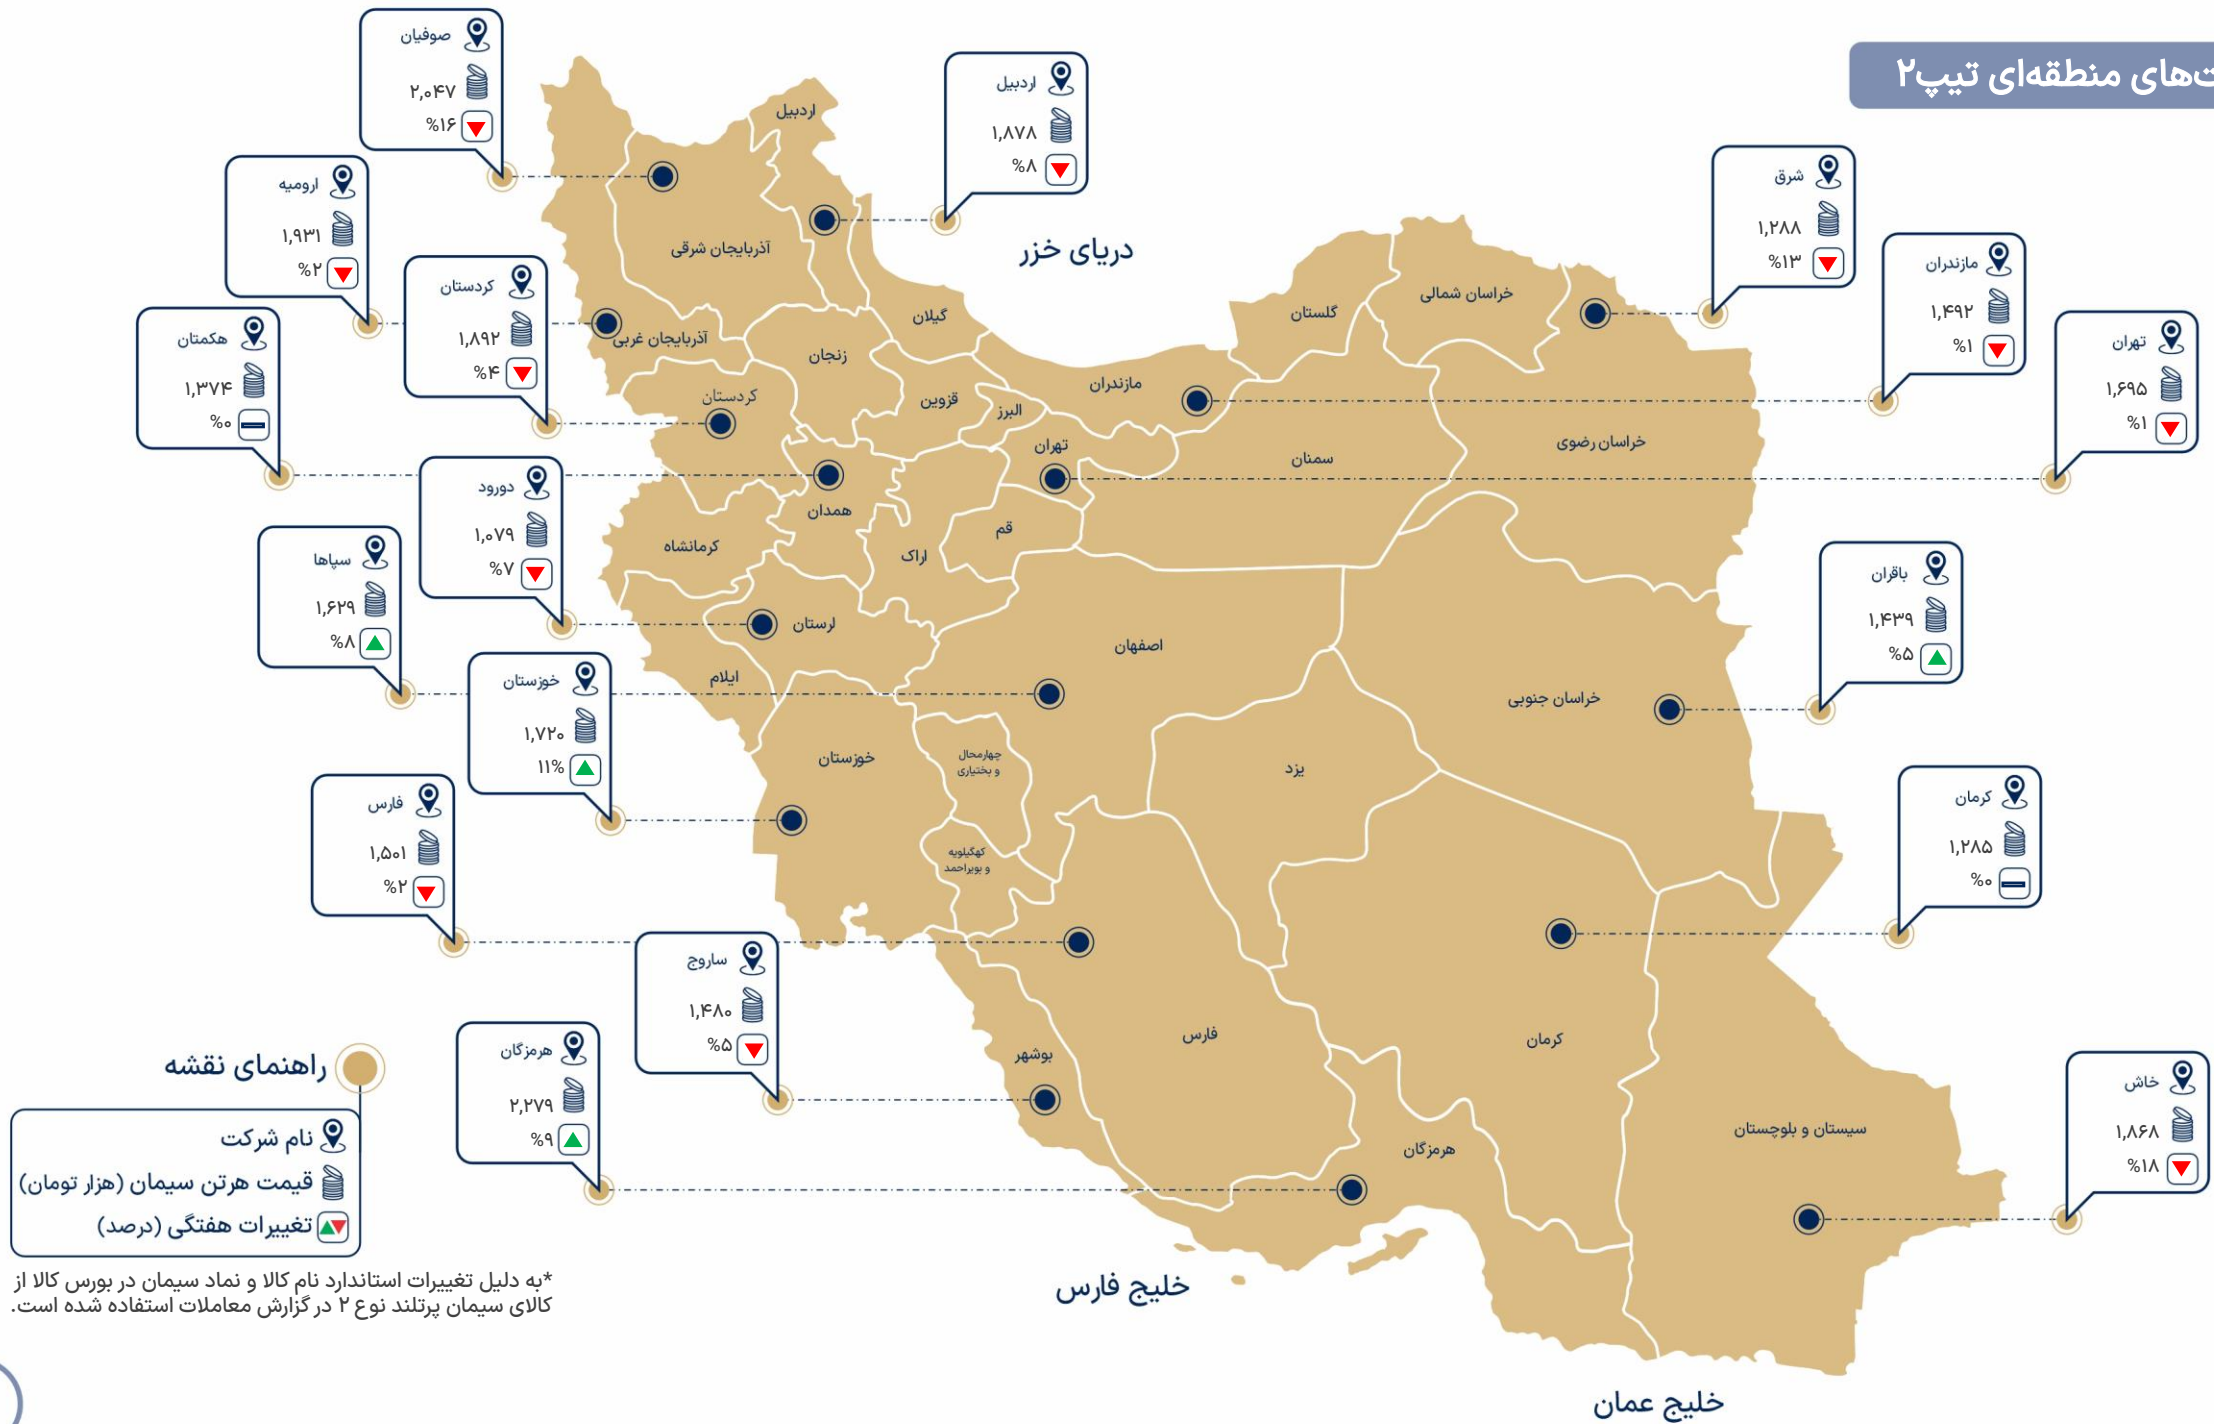 ت‌های منطقه‌ای تیپ۲
صوفیان
۲,۰۴۷
%۱۶
اردبیل
۱,۸۷۸
%۸
ارومیه
۱,۹۳۱
%۲
کردستان
۱,۸۹۲
%۴
هکمتان
۱,۳۷۴
%۰
دورود
۱,۰۷۹
%۷
سپاها
۱,۶۲۹
%۸
خوزستان
۱,۷۲۰
۱۱%
فارس
۱,۵۰۱
%۲
ساروج
۱,۴۸۰
%۵
هرمزگان
۲,۲۷۹
%۹
شرق
۱,۲۸۸
%۱۳
مازندران
۱,۴۹۲
%۱
تهران
۱,۶۹۵
%۱
باقران
۱,۴۳۹
%۵
کرمان
۱,۲۸۵
%۰
خاش
۱,۸۶۸
%۱۸
دریای خزر
اردبیل
آذربایجان شرقی
آذربایجان غربی
گیلان
زنجان
کردستان
قزوین
البرز
مازندران
گلستان
خراسان شمالی
خراسان رضوی
تهران
سمنان
همدان
کرمانشاه
اراک
قم
لرستان
ایلام
اصفهان
خوزستان
چهارمحال
و بختیاری
کهگیلویه
و بویراحمد
یزد
خراسان جنوبی
فارس
بوشهر
کرمان
هرمزگان
سیستان و بلوچستان
خلیج فارس
خلیج عمان
راهنمای نقشه
نام شرکت
قیمت هرتن سیمان (هزار تومان)
تغییرات هفتگی (درصد)
*به دلیل تغییرات استاندارد نام کالا و نماد سیمان در بورس کالا از
کالای سیمان پرتلند نوع ۲ در گزارش معاملات استفاده شده است.